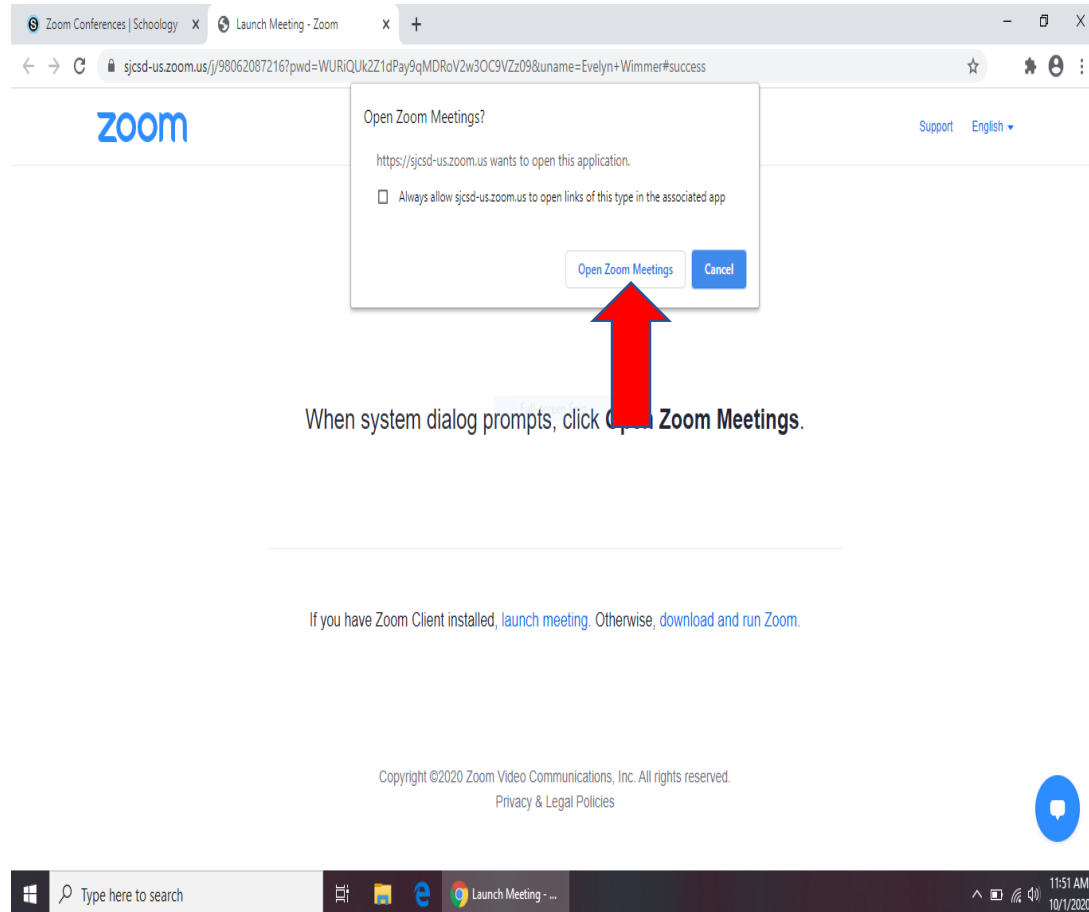 Zoom Conferences | Schoology
Launch Meeting - Zoom
sjcsd-us.zoom.us/j/98062087216?pwd=WURiQUk2Z1dPay9qMDRoV2w3OC9VZz09&uname=Evelyn+Wimmer#success
zoom
Support English
Open Zoom Meetings?
https://sjcsd-us.zoom.us wants to open this application.
Always allow sjcsd-us.zoom.us to open links of this type in the associated app
Open Zoom Meetings Cancel
When system dialog prompts, click Open Zoom Meetings.
If you have Zoom Client installed, launch meeting. Otherwise, download and run Zoom.
Copyright ©2020 Zoom Video Communications, Inc. All rights reserved.
Privacy & Legal Policies
Type here to search
Launch Meeting - ...
11:51 AM
10/1/2020